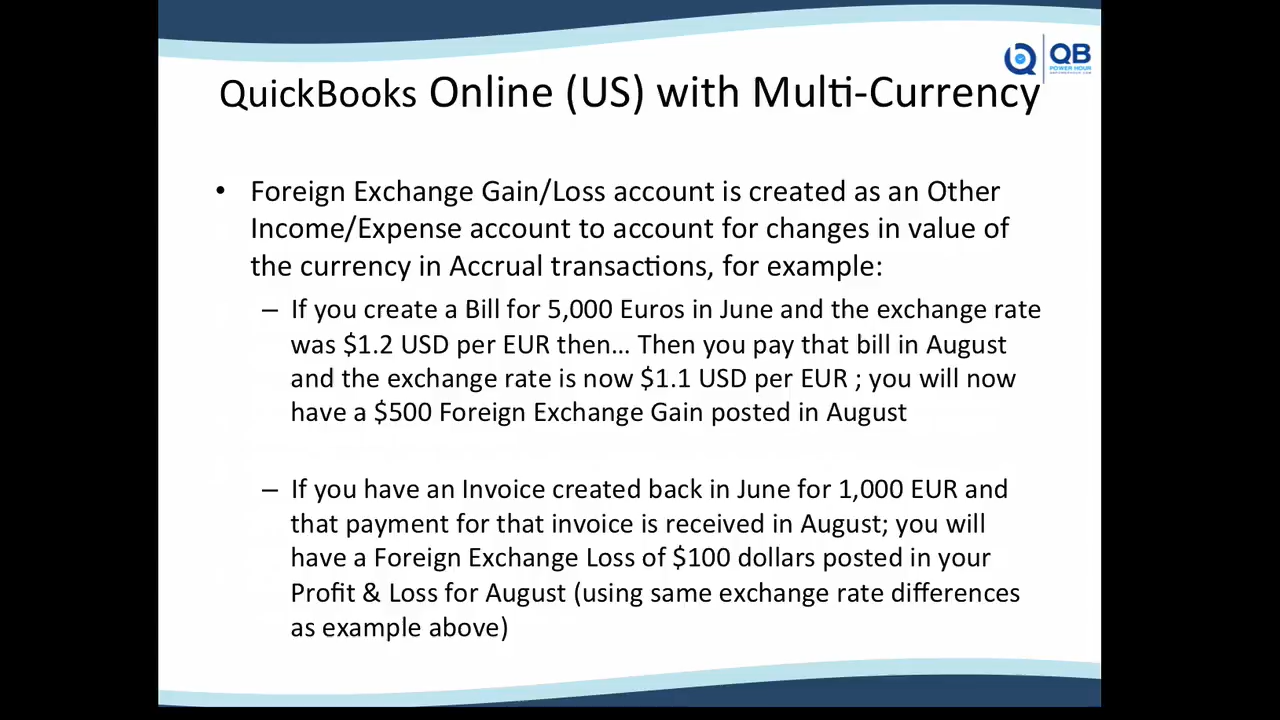 QB
POWER HOUR
QuickBooks Online (US) with Multi-Currency
• Foreign Exchange Gain/Loss account is created as an Other
Income/Expense account to account for changes in value of
the currency in Accrual transactions, for example:
– If you create a Bill for 5,000 Euros in June and the exchange rate
was $1.2 USD per EUR then... Then you pay that bill in August
and the exchange rate is now $1.1 USD per EUR ; you will now
have a $500 Foreign Exchange Gain posted in August
– If you have an Invoice created back in June for 1,000 EUR and
that payment for that invoice is received in August; you will
have a Foreign Exchange Loss of $100 dollars posted in your
Profit & Loss for August (using same exchange rate differences
as example above)